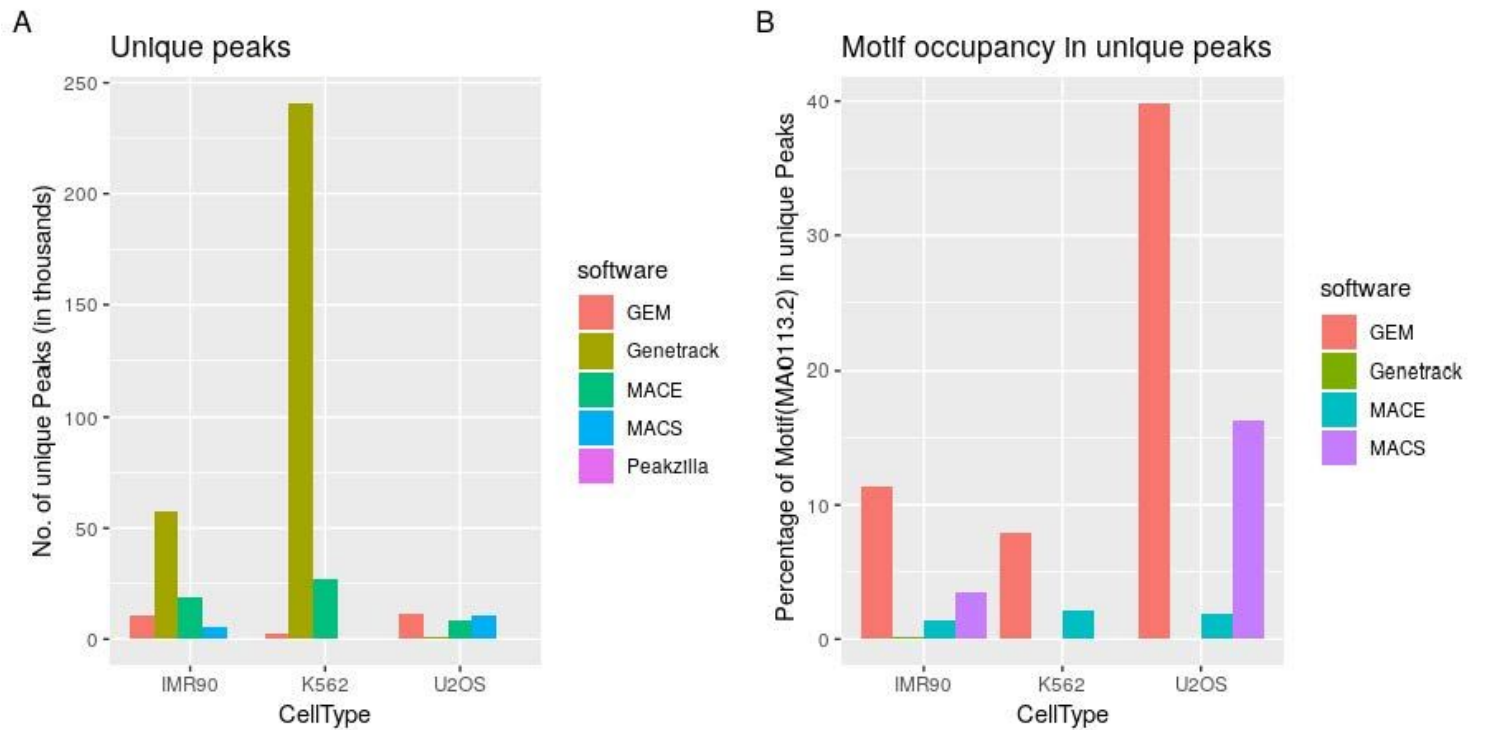 A
Unique peaks
No. of unique Peaks (in thousands)
250
200
150
100
50
0
IMR90
K562
U2OS
CellType
software
GEM
Genetrack
MACE
MACS
Peakzilla
B
Motif occupancy in unique peaks
Percentage of Motif(MA0113.2) in unique Peaks
40
30
20
10
0
IMR90
K562
U2OS
CellType
software
GEM
Genetrack
MACE
MACS